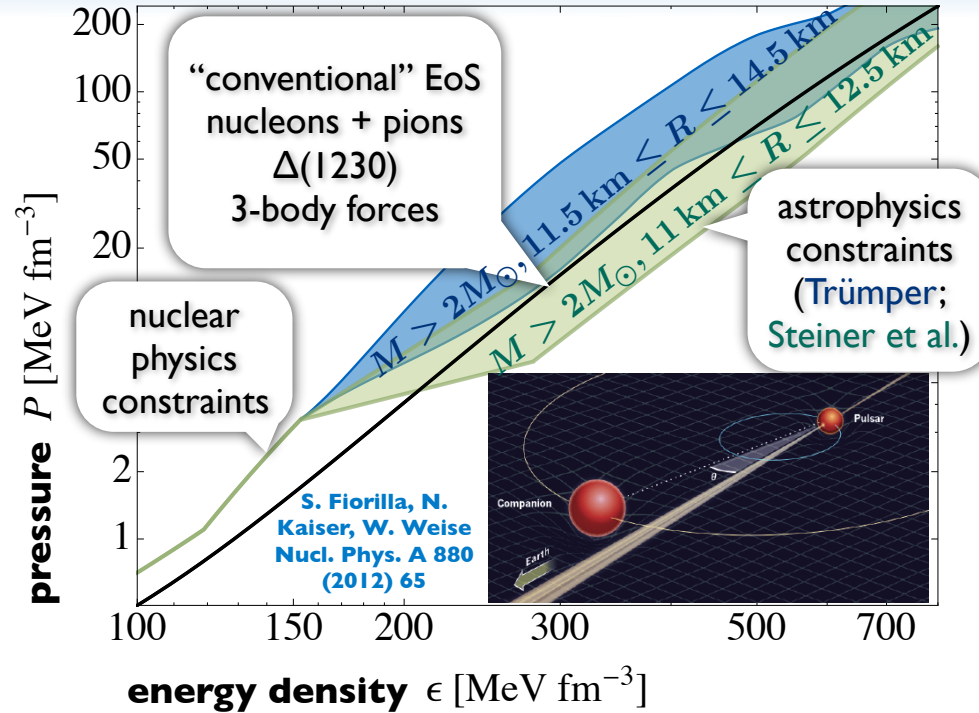 200
100
50
20
2
1
pressure P [MeV fm⁻³]
“conventional” EoS
nucleons + pions
Δ(1230)
3-body forces
M > 2M⊙, 11.5 km ≤ R ≤ 14.5 km
M > 2M⊙, 11 km ≤ R ≤ 12.5 km
astrophysics
constraints
(Trümper;
Steiner et al.)
nuclear
physics
constraints
S. Fiorilla, N.
Kaiser, W. Weise
Nucl. Phys. A 880
(2012) 65
Pulsar
θ
Companion
Earth
100 150 200 300 500 700
energy density ϵ [MeV fm⁻³]